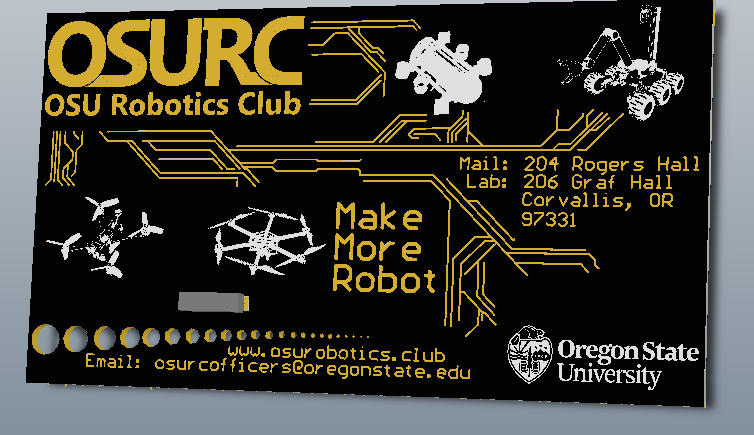 OSURC
OSU Robotics Club
Mail: 204 Rogers Hall
Lab: 206 Graf Hall
Corvallis, OR
97331
Make
More
Robot
www.osurobotics.club
Email: osurcofficers@oregonstate.edu
Oregon State
University